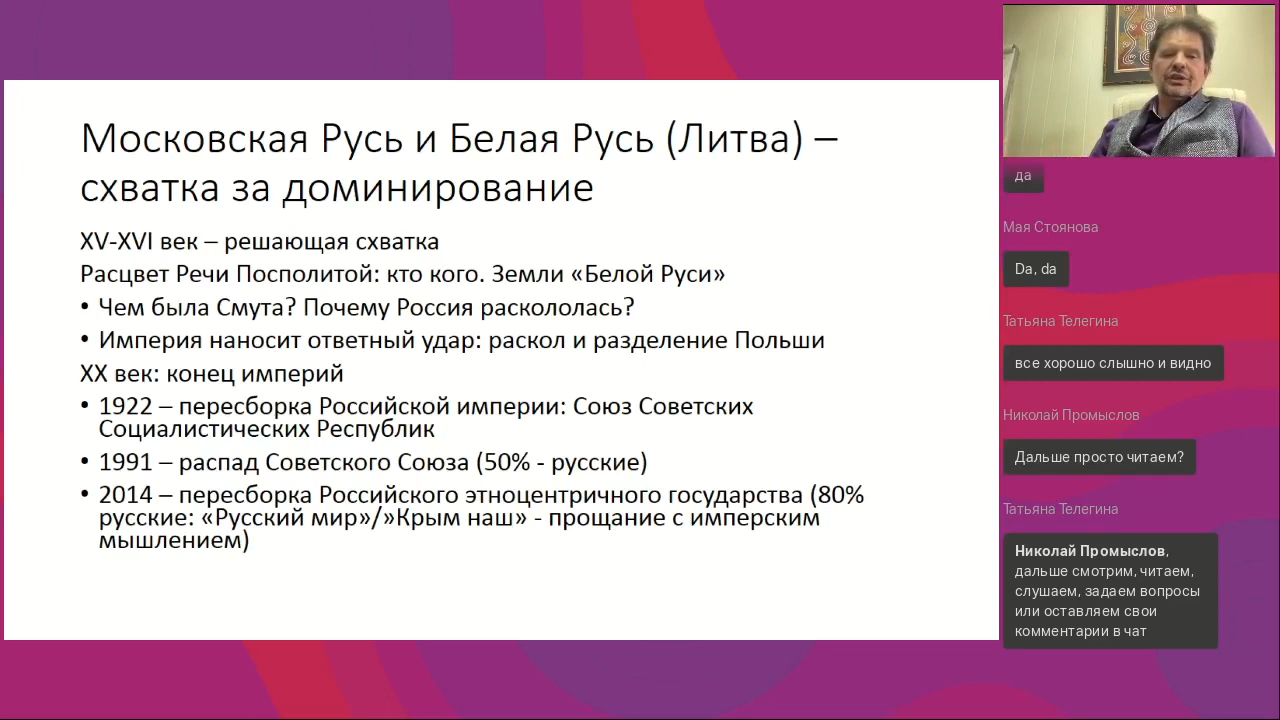 Московская Русь и Белая Русь (Литва) –
схватка за доминирование
XV-XVI век – решающая схватка
Расцвет Речи Посполитой: кто кого. Земли «Белой Руси»
• Чем была Смута? Почему Россия раскололась?
• Империя наносит ответный удар: раскол и разделение Польши
XX век: конец империй
• 1922 – пересборка Российской империи: Союз Советских
Социалистических Республик
• 1991 – распад Советского Союза (50% - русские)
• 2014 – пересборка Российского этноцентричного государства (80%
русские: «Русский мир»/»Крым наш» - прощание с имперским
мышлением)
да
Мая Стоянова
Da, da
Татьяна Телегина
все хорошо слышно и видно
Николай Промыслов
Дальше просто читаем?
Татьяна Телегина
Николай Промыслов,
дальше смотрим, читаем,
слушаем, задаем вопросы
или оставляем свои
комментарии в чат